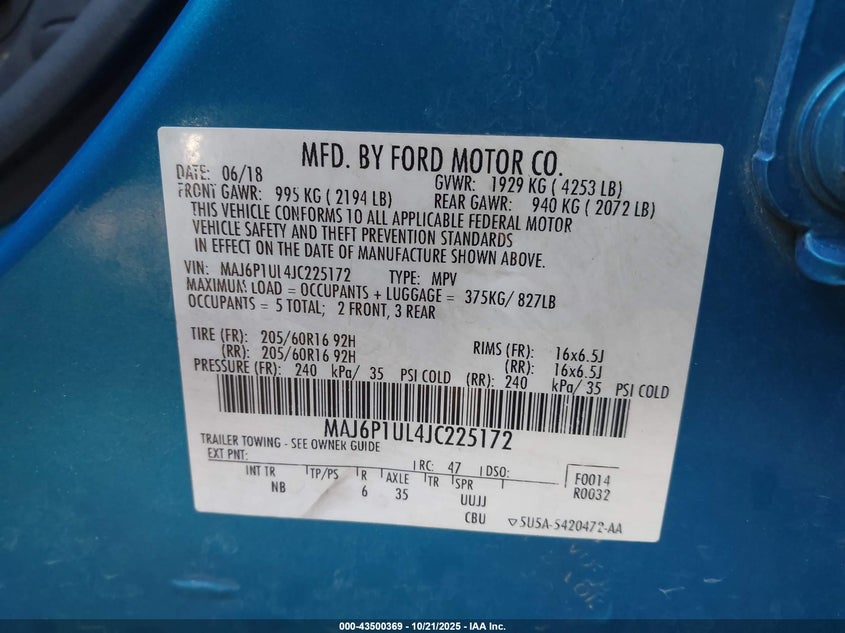 MFD. BY FORD MOTOR CO.
DATE: 06/18 GVWR: 1929 KG ( 4253 LB)
FRONT GAWR: 995 KG ( 2194 LB) REAR GAWR: 940 KG ( 2072 LB)
THIS VEHICLE CONFORMS TO ALL APPLICABLE FEDERAL MOTOR
VEHICLE SAFETY AND THEFT PREVENTION STANDARDS
IN EFFECT ON THE DATE OF MANUFACTURE SHOWN ABOVE.
VIN: MAJ6P1UL4JC225172 TYPE: MPV
MAXIMUM LOAD = OCCUPANTS + LUGGAGE = 375KG/ 827LB
OCCUPANTS = 5 TOTAL; 2 FRONT, 3 REAR
TIRE (FR): 205/60R16 92H RIMS (FR): 16x6.5J
(RR): 205/60R16 92H (RR): 16x6.5J
PRESSURE (FR): 240 kPa/ 35 PSI COLD (RR): 240 kPa/ 35 PSI COLD
MAJ6P1UL4JC225172
TRAILER TOWING - SEE OWNER GUIDE
EXT PNT: RC: 47 DSO: F0014
INT TR TP/PS R AXLE TR SPR R0032
NB 6 35 UUJJ
CBU 5U5A-5420472-AA
000-43500369 - 10/21/2025 - IAA Inc.